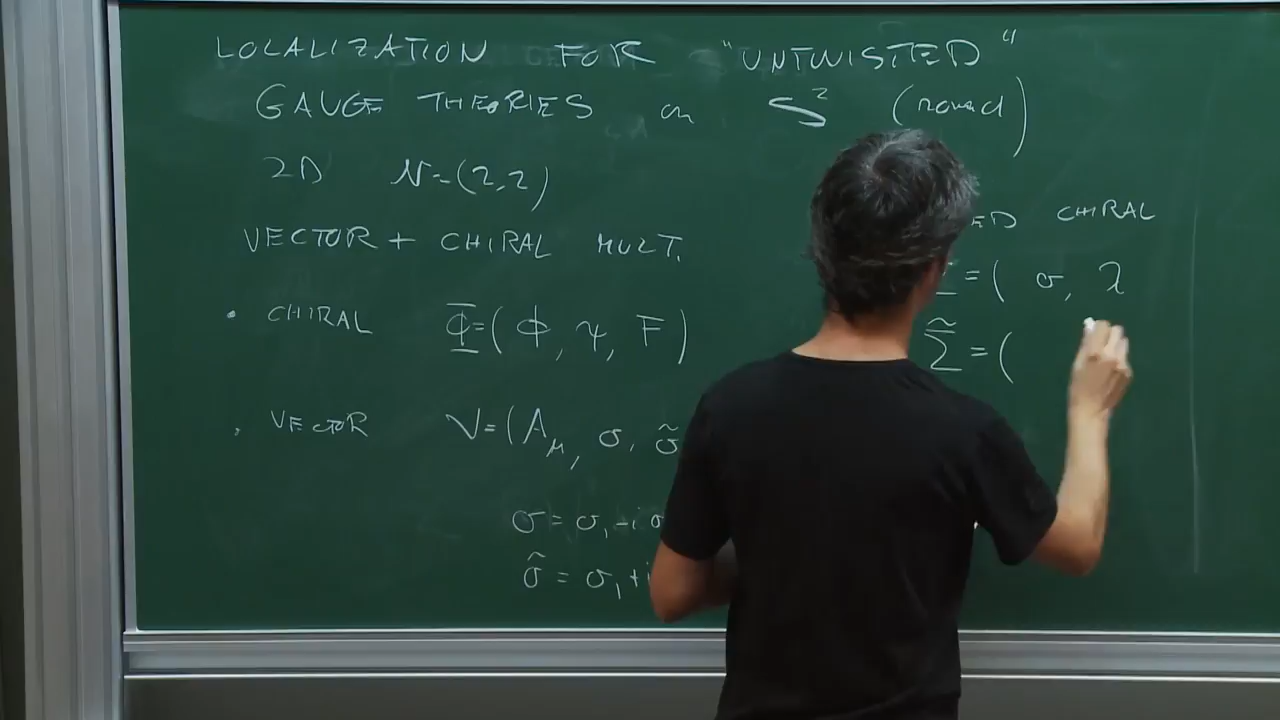 LOCALIZATION FOR "UNTWISTED"
GAUGE THEORIES on S² (round)
2D N=(2,2)
VECTOR + CHIRAL MULT.
• CHIRAL Φ=(ϕ, ψ, F)
• VECTOR V=(A_μ, σ, σ̃
σ = σ₁-i
σ̃ = σ₁+i
ED CHIRAL
Σ=( σ, λ
Σ̃=(